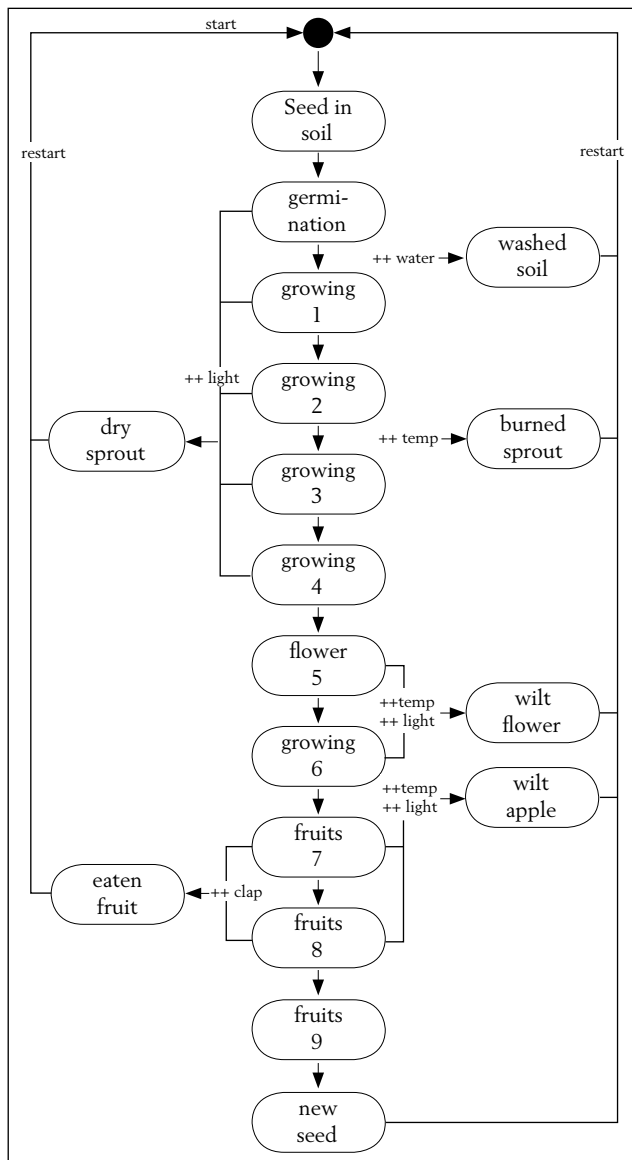 start
Seed in
soil
restart
restart
germi-
nation
++ water
washed
soil
growing
1
++ light
growing
2
dry
sprout
++ temp
burned
sprout
growing
3
growing
4
flower
5
++temp
++ light
wilt
flower
growing
6
++temp
++ light
wilt
apple
fruits
7
eaten
fruit
++ clap
fruits
8
fruits
9
new
seed